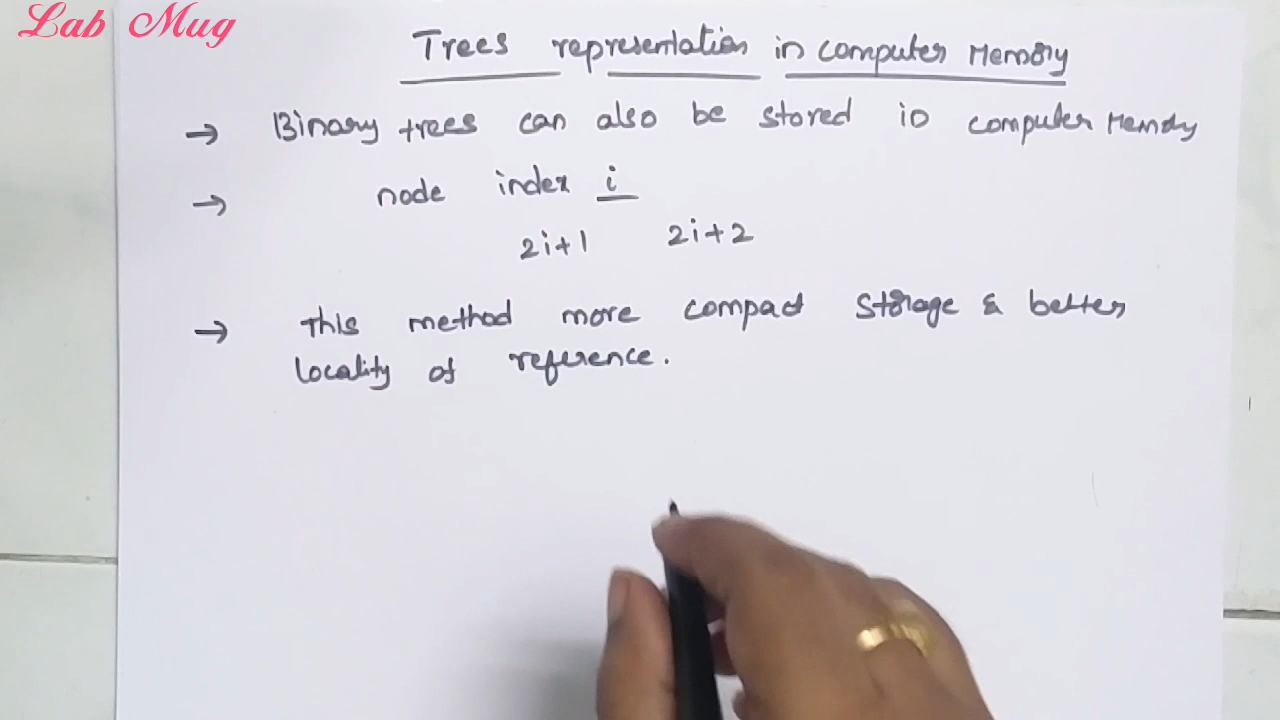 Lab Mug
Trees representation in computer Memory
→ Binary trees can also be stored in computer Memory
→ node index i
2i+1 2i+2
→ This method more compact storage & better
locality of reference.